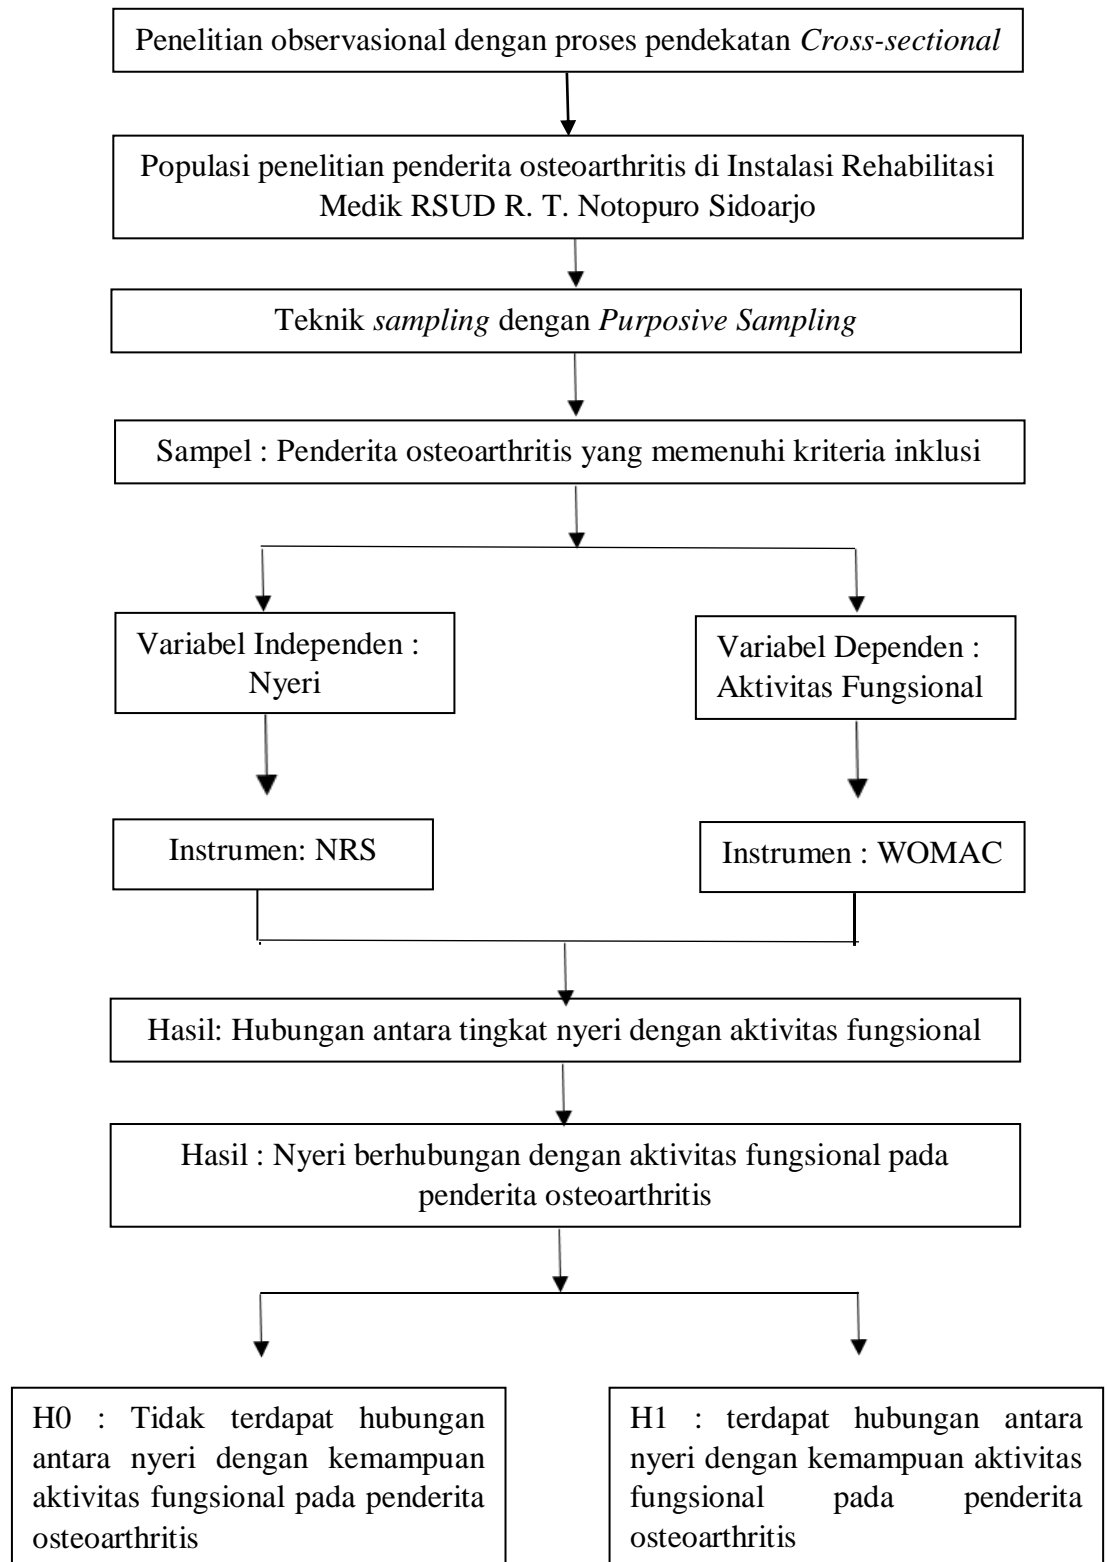 Penelitian observasional dengan proses pendekatan Cross-sectional
Populasi penelitian penderita osteoarthritis di Instalasi Rehabilitasi
Medik RSUD R. T. Notopuro Sidoarjo
Teknik sampling dengan Purposive Sampling
Sampel : Penderita osteoarthritis yang memenuhi kriteria inklusi
Variabel Independen :
Nyeri
Variabel Dependen :
Aktivitas Fungsional
Instrumen: NRS
Instrumen : WOMAC
Hasil: Hubungan antara tingkat nyeri dengan aktivitas fungsional
Hasil : Nyeri berhubungan dengan aktivitas fungsional pada
penderita osteoarthritis
H0 : Tidak terdapat hubungan
antara nyeri dengan kemampuan
aktivitas fungsional pada penderita
osteoarthritis
H1 : terdapat hubungan antara
nyeri dengan kemampuan aktivitas
fungsional pada penderita
osteoarthritis